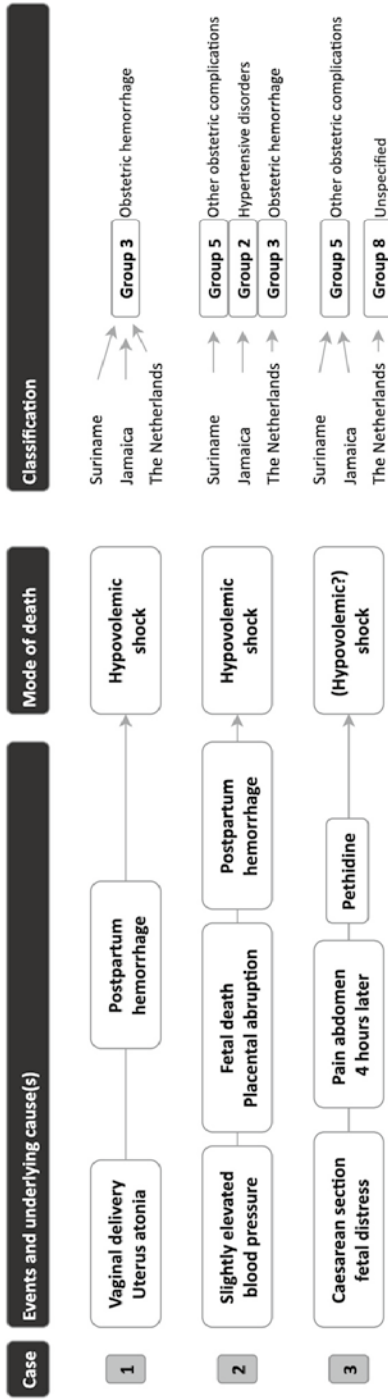 Case
Events and underlying cause(s)
Mode of death
Classification
1
Vaginal delivery
Uterus atonia
Postpartum
hemorrhage
Hypovolemic
shock
Suriname
Jamaica
The Netherlands
Group 3
Obstetric hemorrhage
2
Slightly elevated
blood pressure
Fetal death
Placental abruption
Postpartum
hemorrhage
Hypovolemic
shock
Suriname
Group 5
Other obstetric complications
Jamaica
Group 2
Hypertensive disorders
The Netherlands
Group 3
Obstetric hemorrhage
3
Caesarean section
fetal distress
Pain abdomen
4 hours later
Pethidine
(Hypovolemic?)
shock
Suriname
Jamaica
Group 5
Other obstetric complications
The Netherlands
Group 8
Unspecified